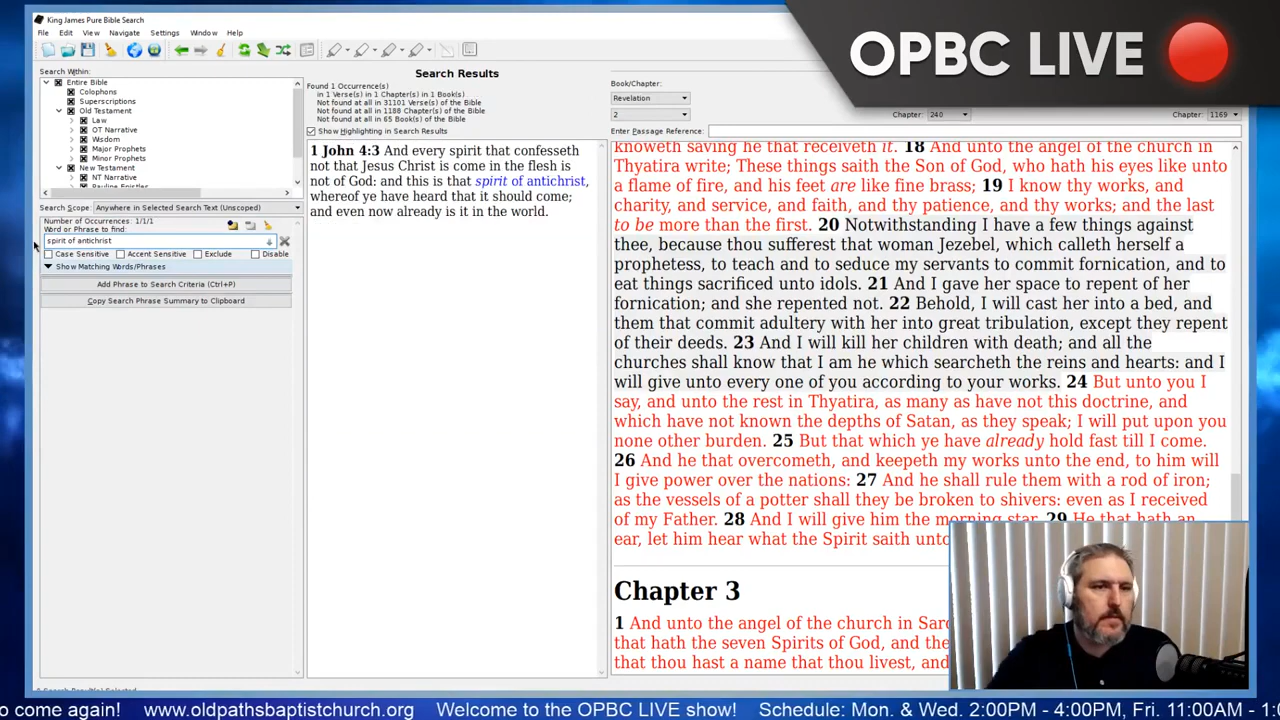 King James Pure Bible Search
OPBC LIVE
File Edit View Navigate Settings Window Help
Search Within:
Entire Bible
Colophons
Superscriptions
Old Testament
Law
OT Narrative
Wisdom
Major Prophets
Minor Prophets
New Testament
NT Narrative
Pauline Epistles
Search Scope: Anywhere in Selected Search Text (Unscoped)
Number of Occurrences: 1/1/1
Word or Phrase to find:
spirit of antichrist
Case Sensitive Accent Sensitive Exclude Disable
Show Matching Words/Phrases
Add Phrase to Search Criteria (Ctrl+P)
Copy Search Phrase Summary to Clipboard
Search Results
Found 1 Occurrence(s)
in 1 Verse(s) in 1 Chapter(s) in 1 Book(s)
Not found at all in 31101 Verse(s) of the Bible
Not found at all in 1188 Chapter(s) of the Bible
Not found at all in 65 Book(s) of the Bible
Show Highlighting in Search Results
1 John 4:3 And every spirit that confesseth
not that Jesus Christ is come in the flesh is
not of God: and this is that spirit of antichrist,
whereof ye have heard that it should come;
and even now already is it in the world.
Book/Chapter:
Revelation
2 Chapter: 240 Chapter: 1169
Enter Passage Reference:
knoweth saving he that receiveth it. 18 And unto the angel of the church in
Thyatira write; These things saith the Son of God, who hath his eyes like unto
a flame of fire, and his feet are like fine brass; 19 I know thy works, and
charity, and service, and faith, and thy patience, and thy works; and the last
to be more than the first. 20 Notwithstanding I have a few things against
thee, because thou sufferest that woman Jezebel, which calleth herself a
prophetess, to teach and to seduce my servants to commit fornication, and to
eat things sacrificed unto idols. 21 And I gave her space to repent of her
fornication; and she repented not. 22 Behold, I will cast her into a bed, and
them that commit adultery with her into great tribulation, except they repent
of their deeds. 23 And I will kill her children with death; and all the
churches shall know that I am he which searcheth the reins and hearts: and I
will give unto every one of you according to your works. 24 But unto you I
say, and unto the rest in Thyatira, as many as have not this doctrine, and
which have not known the depths of Satan, as they speak; I will put upon you
none other burden. 25 But that which ye have already hold fast till I come.
26 And he that overcometh, and keepeth my works unto the end, to him will
I give power over the nations: 27 And he shall rule them with a rod of iron;
as the vessels of a potter shall they be broken to shivers: even as I received
of my Father. 28 And I will give him the morning star. 29 He that hath an
ear, let him hear what the Spirit saith unto
Chapter 3
1 And unto the angel of the church in Sar
that hath the seven Spirits of God, and the
that thou hast a name that thou livest, and
o come again! www.oldpathsbaptistchurch.org Welcome to the OPBC LIVE show! Schedule: Mon. & Wed. 2:00PM - 4:00PM, Fri. 11:00AM - 1:0